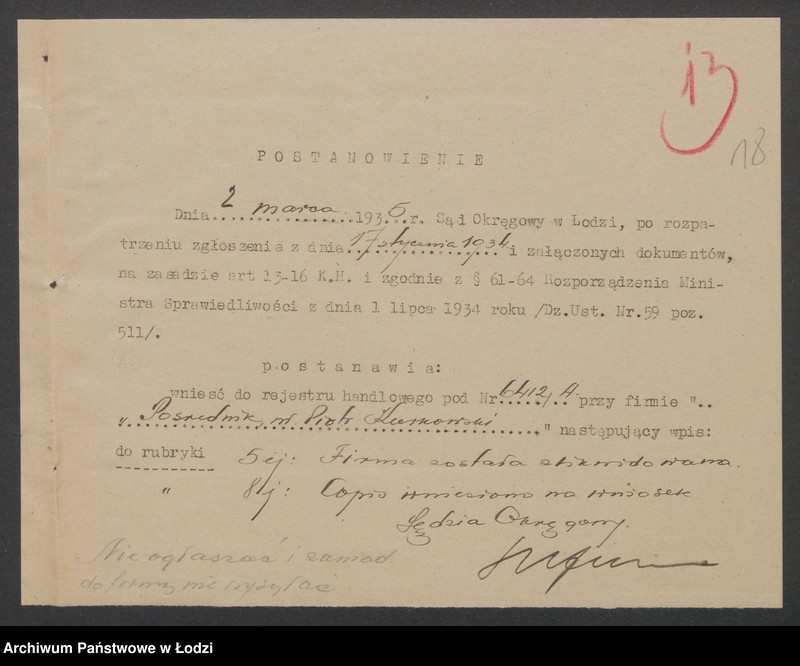 13
18
POSTANOWIENIE
Dnia 2 marca 1935 r. Sąd Okręgowy w Łodzi, po rozpa-
trzeniu zgłoszenia z dnia 17 stycznia 1934 i załączonych dokumentów,
na zasadzie art 13-16 K.H. i zgodnie z § 61-64 Rozporządzenia Mini-
stra Sprawiedliwości z dnia 1 lipca 1934 roku /Dz.Ust. Nr.59 poz.
511/.
postanawia:
wnieść do rejestru handlowego pod Nr. 6412/A przy firmie "..
„Pośrednik, wł. Piotr " następujący wpis:
do rubryki 5ej: Firma została zlikwidowana.
" 8ej: wniesiono na wniosek
Sędzia Okręgowy.
Nie ogłaszać i zawiad.
do firmy nie wysyłać
Archiwum Państwowe w Łodzi